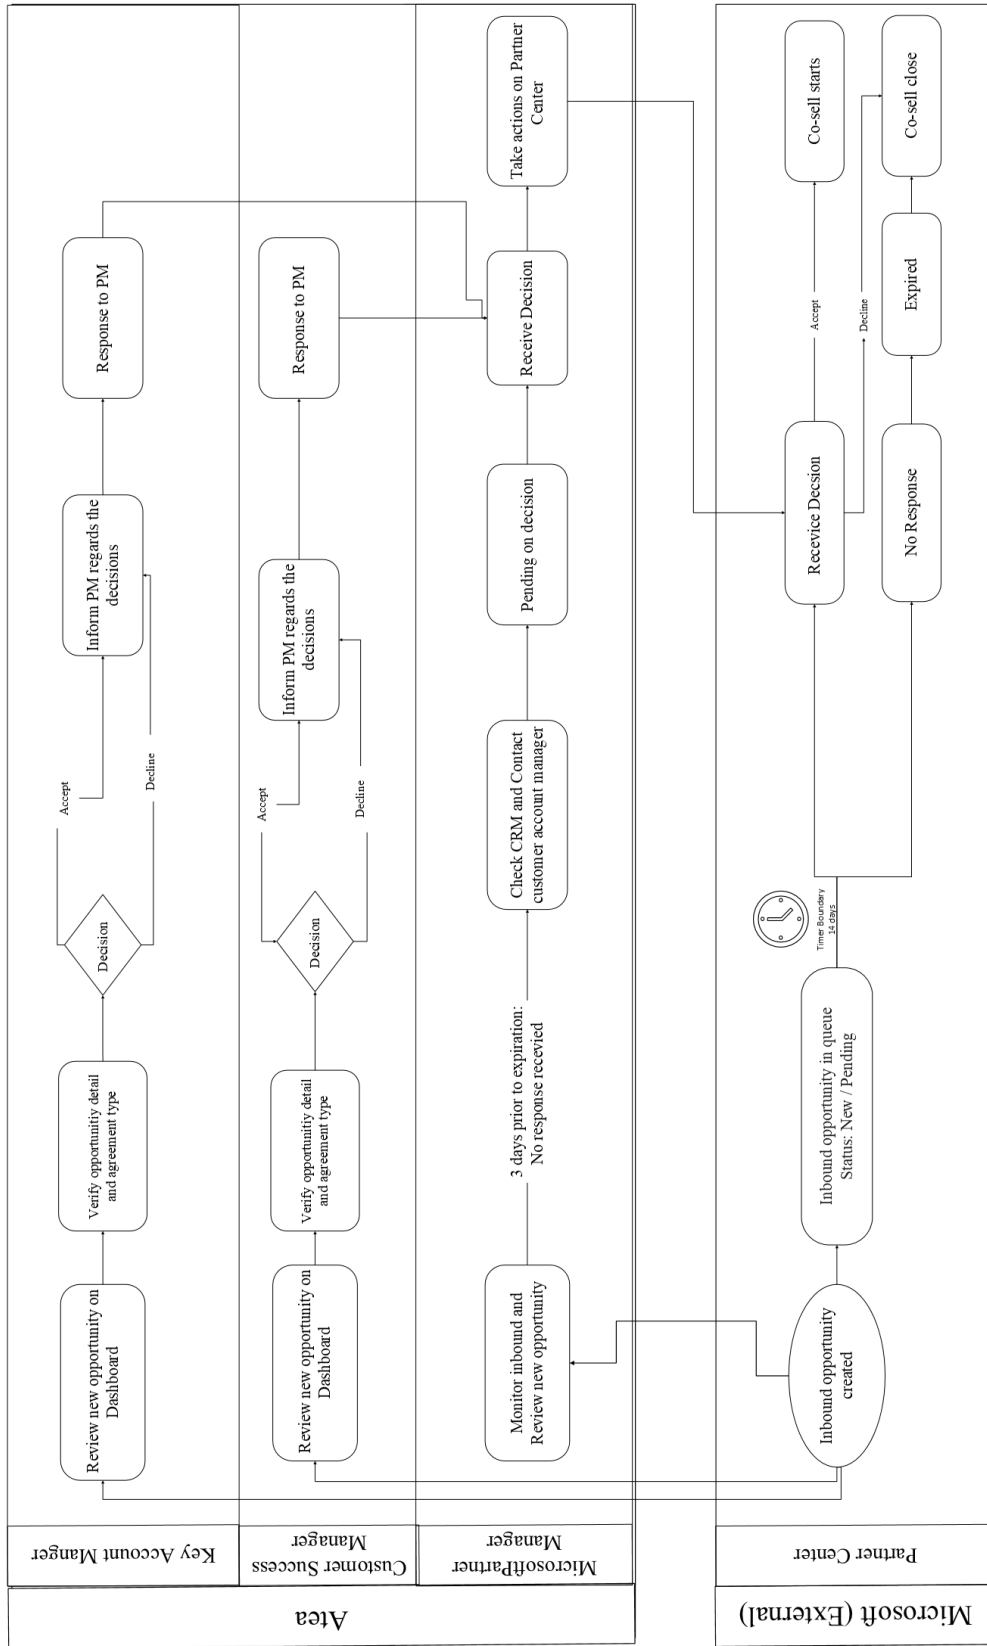 Atea
Key Account Manger
Review new opportunity on
Dashboard
Verify opportunitiy detail
and agreement type
Decision
Accept
Decline
Inform PM regards the
decisions
Response to PM
Customer Success
Manager
Review new opportunity on
Dashboard
Verify opportunitiy detail
and agreement type
Decision
Accept
Decline
Inform PM regards the
decisions
Response to PM
MicrosoftPartner
Manager
Monitor inbound and
Review new opportunity
3 days prior to expiration:
No response recevied
Check CRM and Contact
customer account manager
Pending on decision
Receive Decision
Take actions on Partner
Center
Microsoft (External)
Partner Center
Inbound opportunity
created
Inbound opportunity in queue
Status: New / Pending
Timer Boundary
14 days
Recevice Decsion
Accept
Co-sell starts
Decline
No Response
Expired
Co-sell close